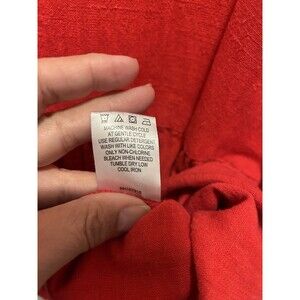 MACHINE WASH COLD
AT GENTLE CYCLE
USE REGULAR DETERGENT
WASH WITH LIKE COLORS
ONLY NON-CHLORINE
BLEACH WHEN NEEDED
TUMBLE DRY LOW
COOL IRON